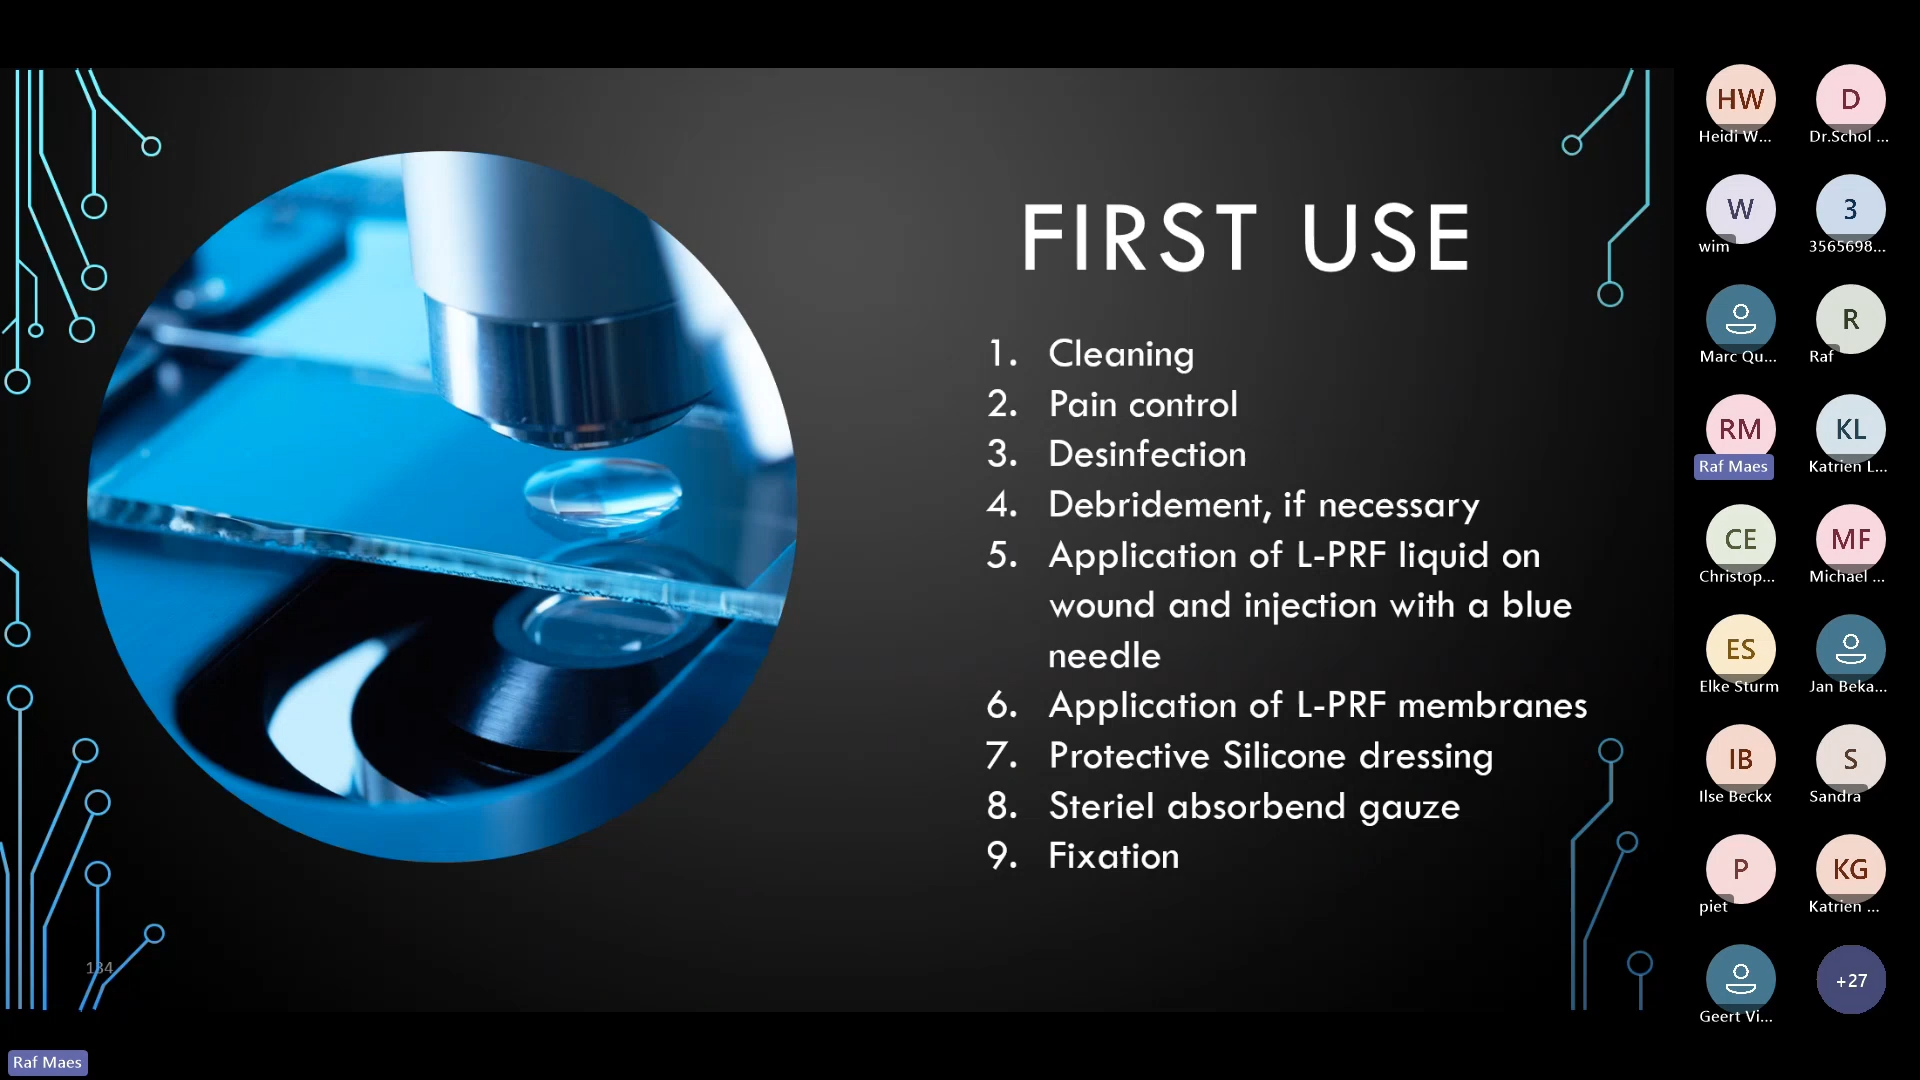 FIRST USE
1. Cleaning
2. Pain control
3. Desinfection
4. Debridement, if necessary
5. Application of L-PRF liquid on
wound and injection with a blue
needle
6. Application of L-PRF membranes
7. Protective Silicone dressing
8. Steriel absorbend gauze
9. Fixation
134
Raf Maes
HW
Heidi W...
D
Dr.Schol ...
W
wim
3
3565698...
Marc Qu...
R
Raf
RM
Raf Maes
KL
Katrien L...
CE
Christop...
MF
Michael ...
ES
Elke Sturm
Jan Beka...
IB
Ilse Beckx
S
Sandra
P
piet
KG
Katrien ...
Geert Vi...
+27